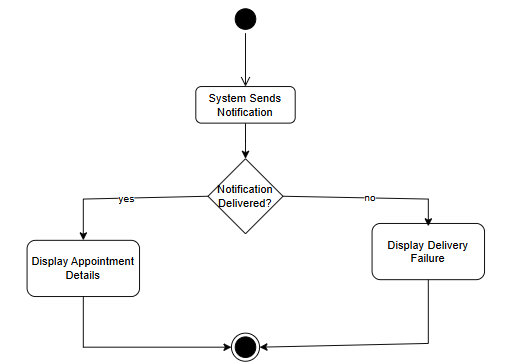 System Sends
Notification
Notification
Delivered?
yes
no
Display Appointment
Details
Display Delivery
Failure